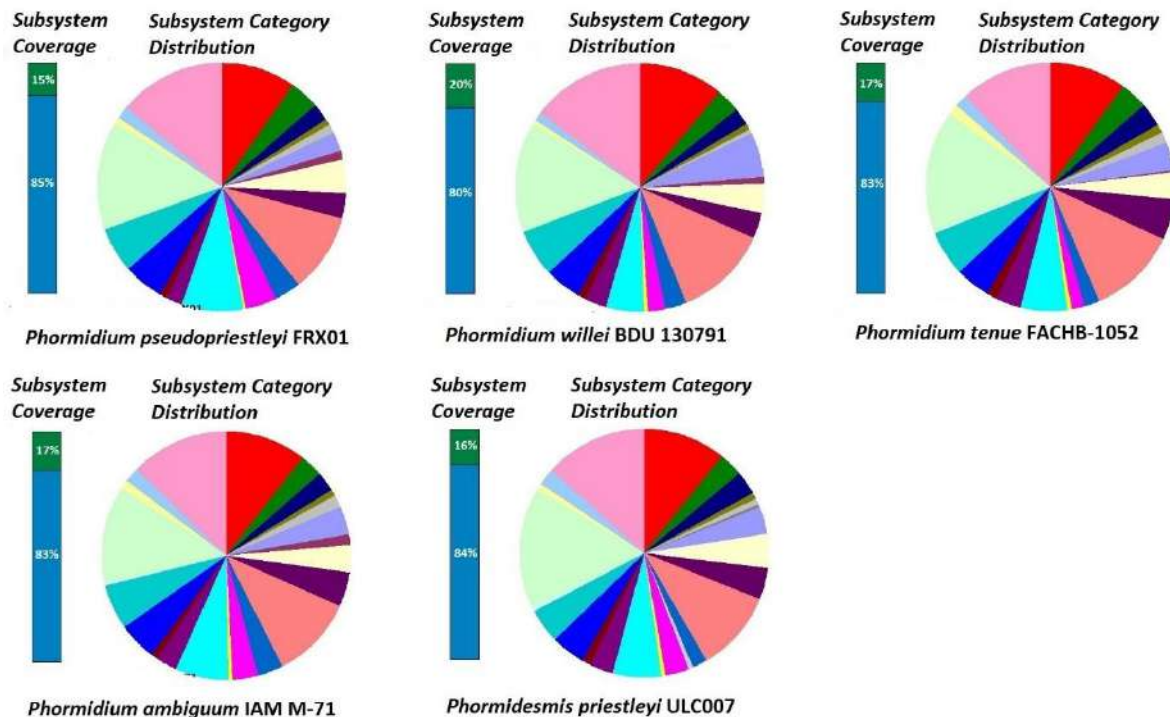 Subsystem
Coverage
Subsystem Category
Distribution
15%
85%
Phormidium pseudopriestleyi FRX01
Subsystem
Coverage
Subsystem Category
Distribution
20%
80%
Phormidium willei BDU 130791
Subsystem
Coverage
Subsystem Category
Distribution
17%
83%
Phormidium tenue FACHB-1052
Subsystem
Coverage
Subsystem Category
Distribution
17%
83%
Phormidium ambiguum IAM M-71
Subsystem
Coverage
Subsystem Category
Distribution
16%
84%
Phormidesmis priestleyi ULC007